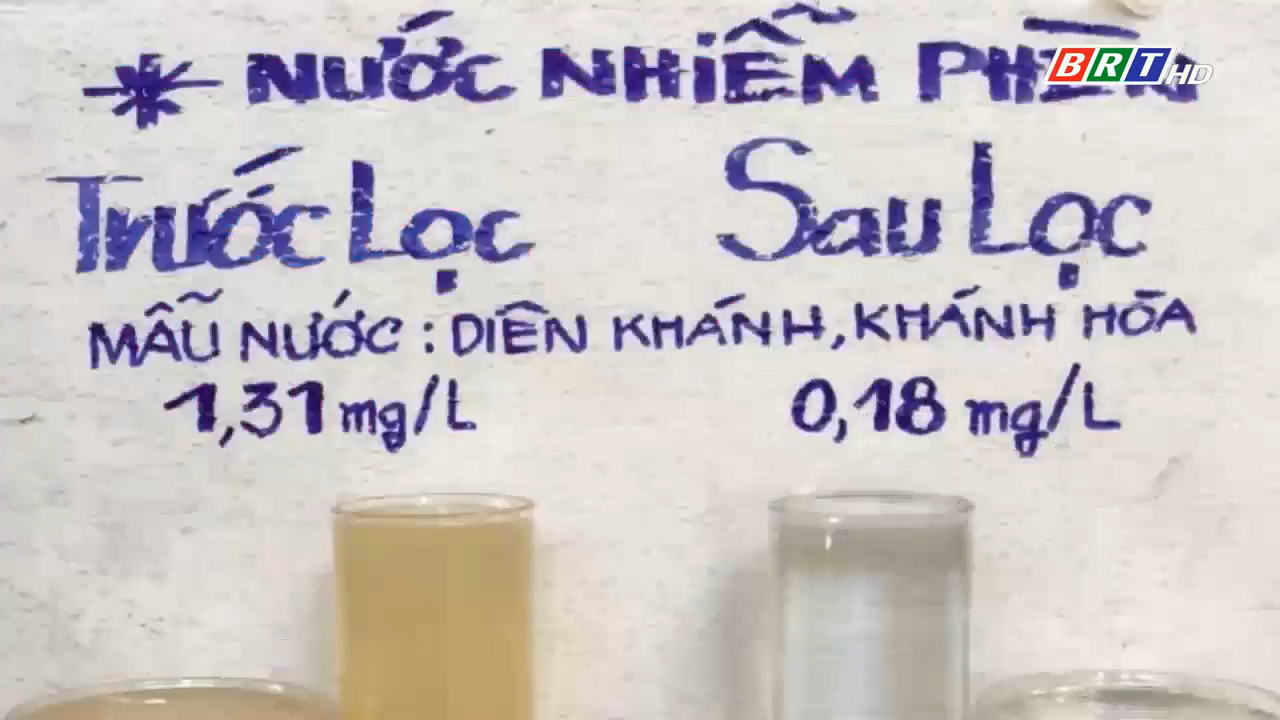 * NƯỚC NHIỄM PHÈN
BRT HD
Trước Lọc Sau Lọc
MẪU NƯỚC : DIÊN KHÁNH, KHÁNH HÒA
1,31 mg/L 0,18 mg/L